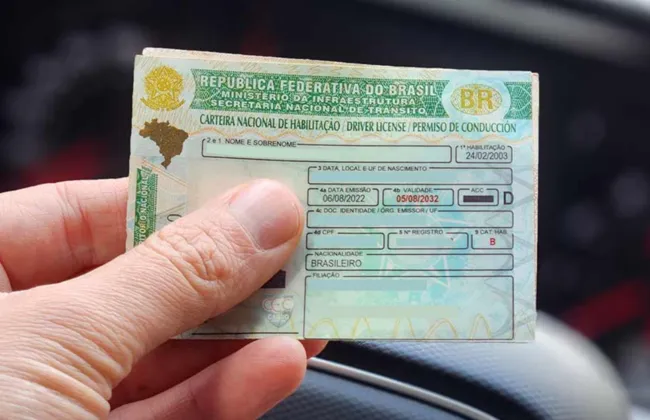 REPÚBLICA FEDERATIVA DO BRASIL
MINISTÉRIO DA INFRAESTRUTURA
SECRETARIA NACIONAL DE TRÂNSITO
BR
CARTEIRA NACIONAL DE HABILITAÇÃO / DRIVER LICENSE / PERMISO DE CONDUCCIÓN
2 e 1 NOME E SOBRENOME
1ª HABILITAÇÃO
24/02/2003
3 DATA, LOCAL E UF DE NASCIMENTO
4a DATA EMISSÃO
4b VALIDADE
ACC
06/08/2022
05/08/2032
D
4c DOC. IDENTIDADE / ORG. EMISSOR / UF
4d CPF
5 Nº REGISTRO
9 CAT. HAB.
B
NACIONALIDADE
BRASILEIRO
FILIAÇÃO